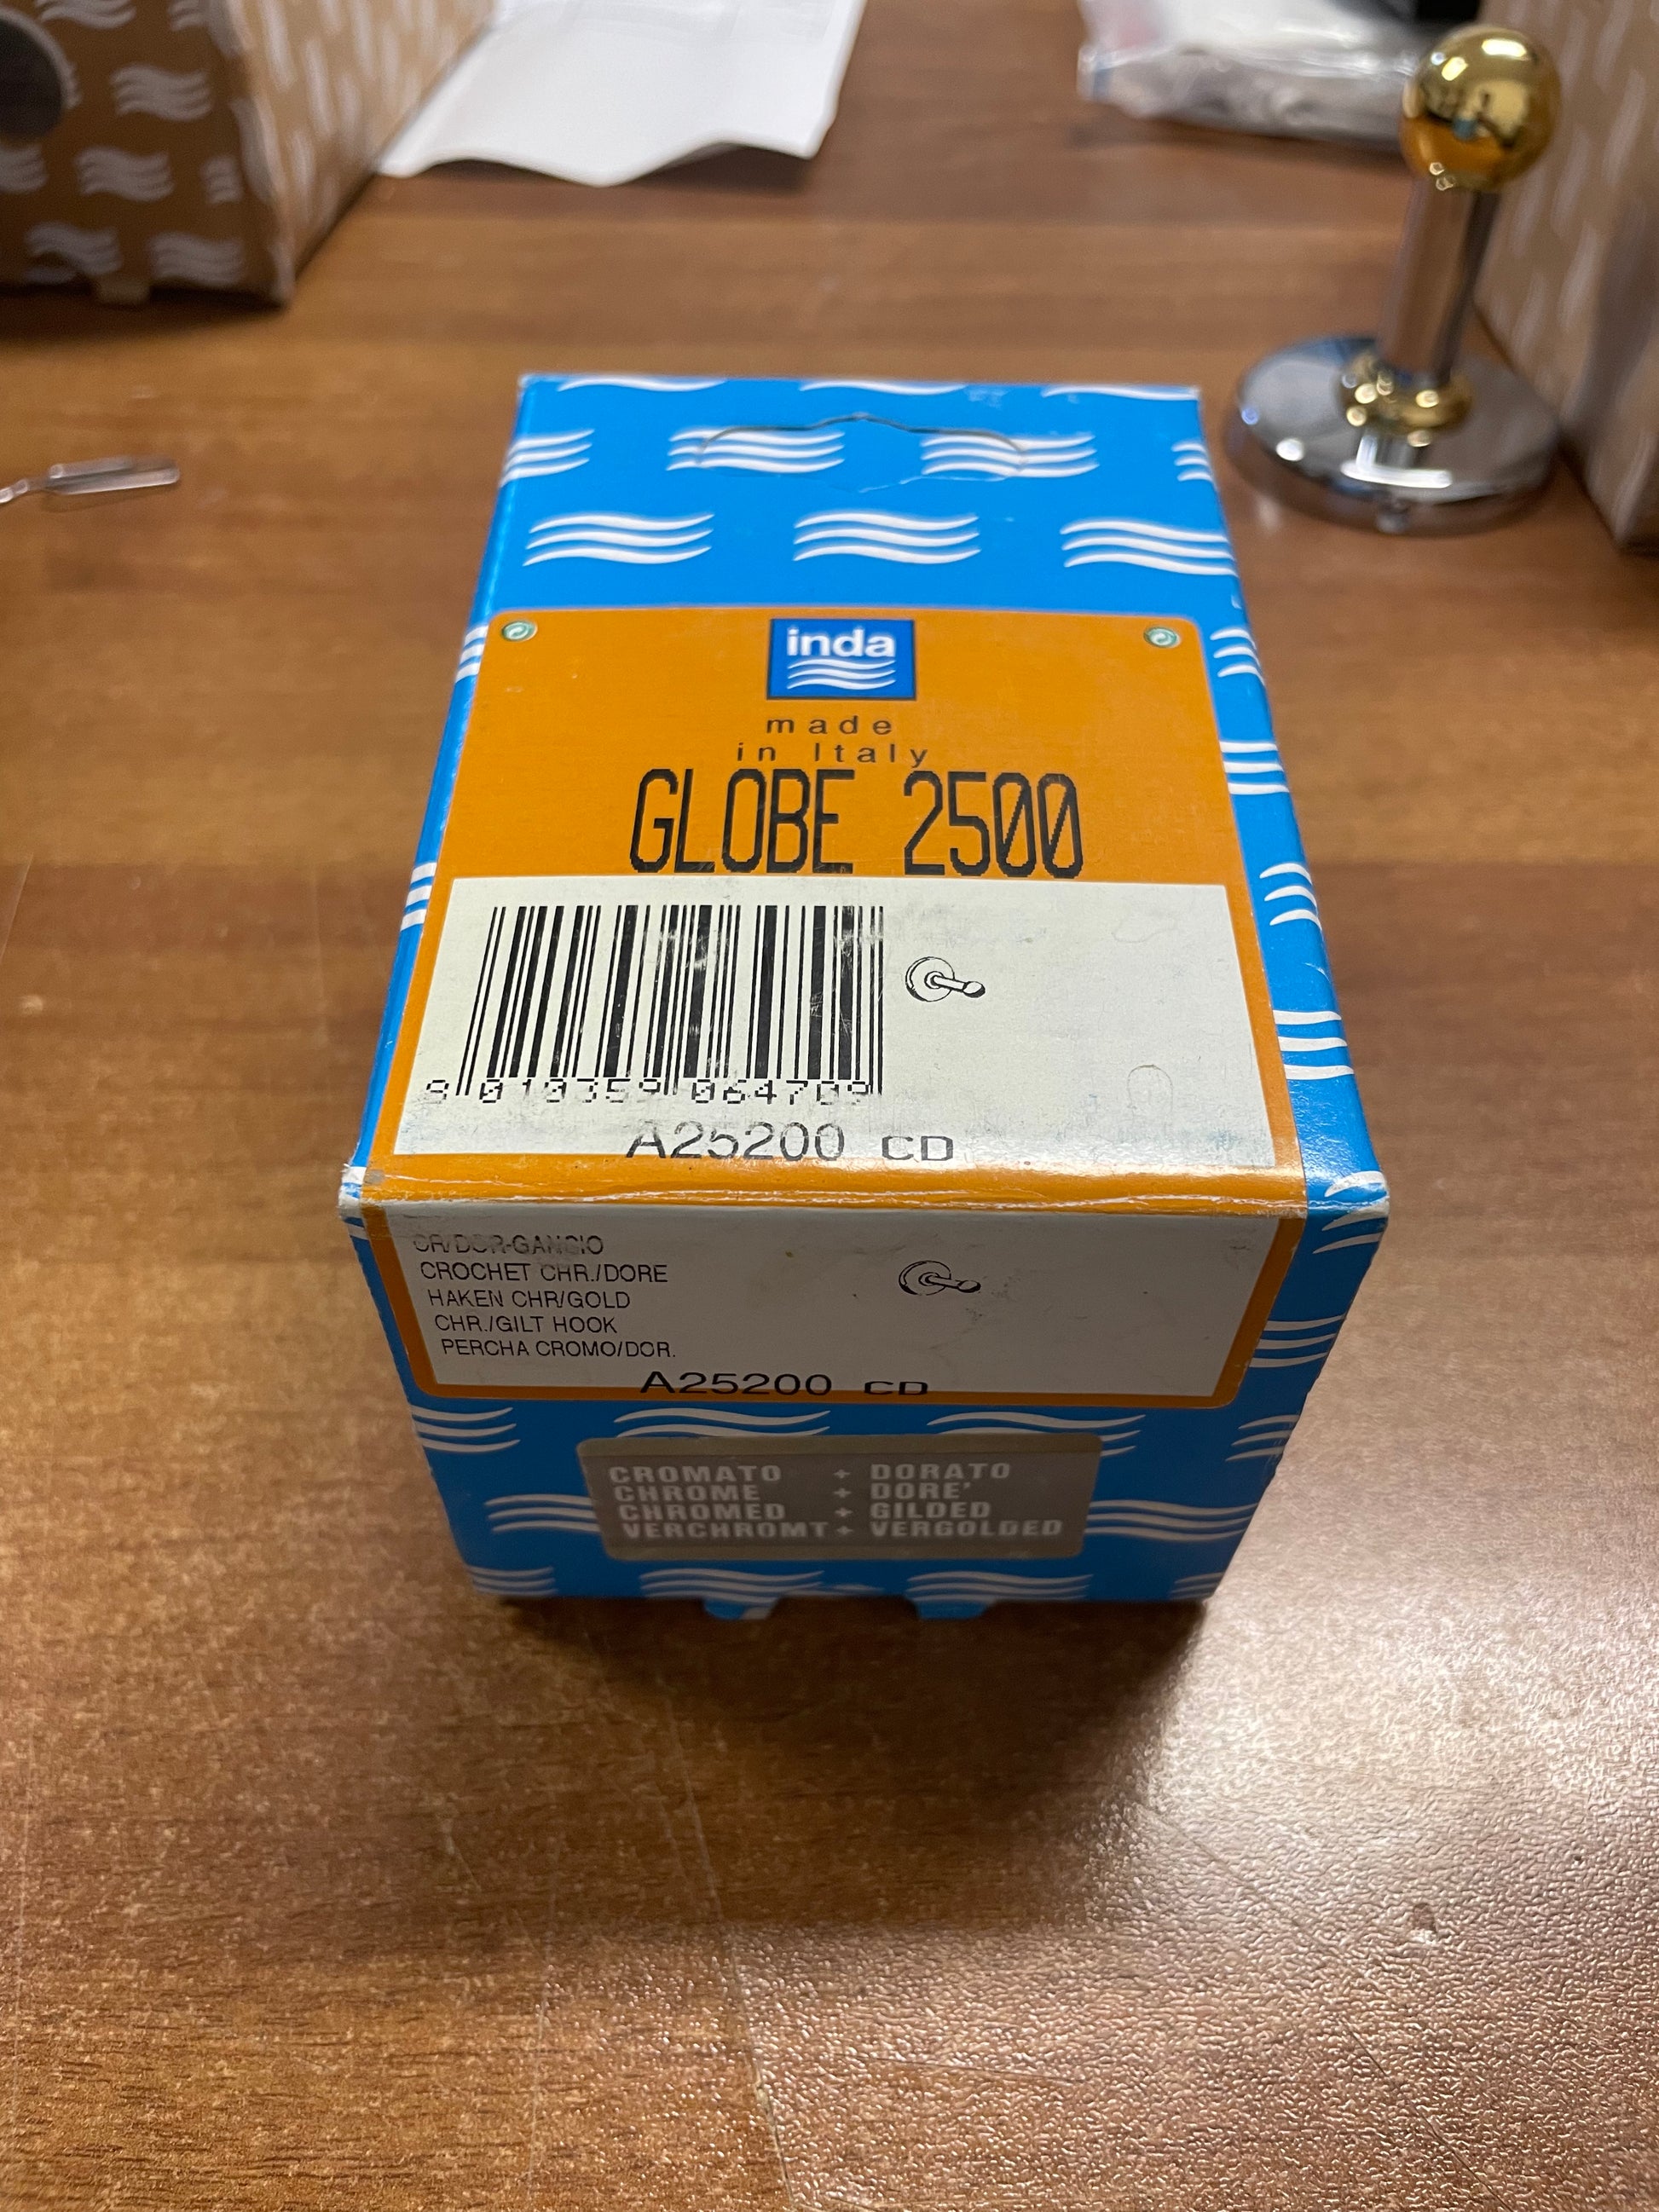 inda
made
in Italy
GLOBE 2500
8 010359 064709
A25200 CD
CR/DOR-GANCIO
CROCHET CHR./DORE
HAKEN CHR/GOLD
CHR./GILT HOOK
PERCHA CROMO/DOR.
A25200 CD
CROMATO + DORATO
CHROME + DORE'
CHROMED + GILDED
VERCHROMT + VERGOLDED